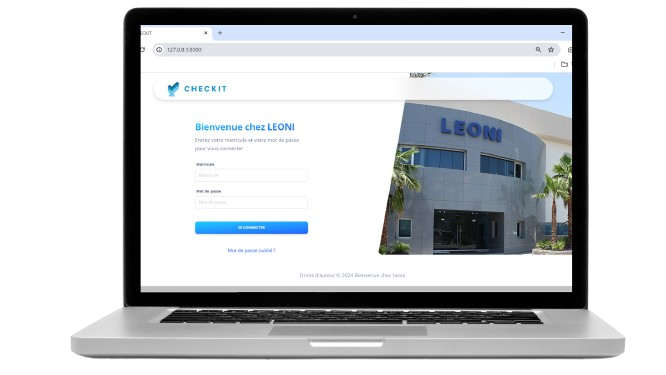 127.0.0.1:8000
CHECKIT
Bienvenue chez LEONI
Entrez votre matricule et votre mot de passe
pour vous connecter
Matricule
Matricule
Mot de passe
Mot de passe
SE CONNECTER
Mot de passe oublié ?
LEONI
Droits d'auteur © 2024 Bienvenue chez Leoni.